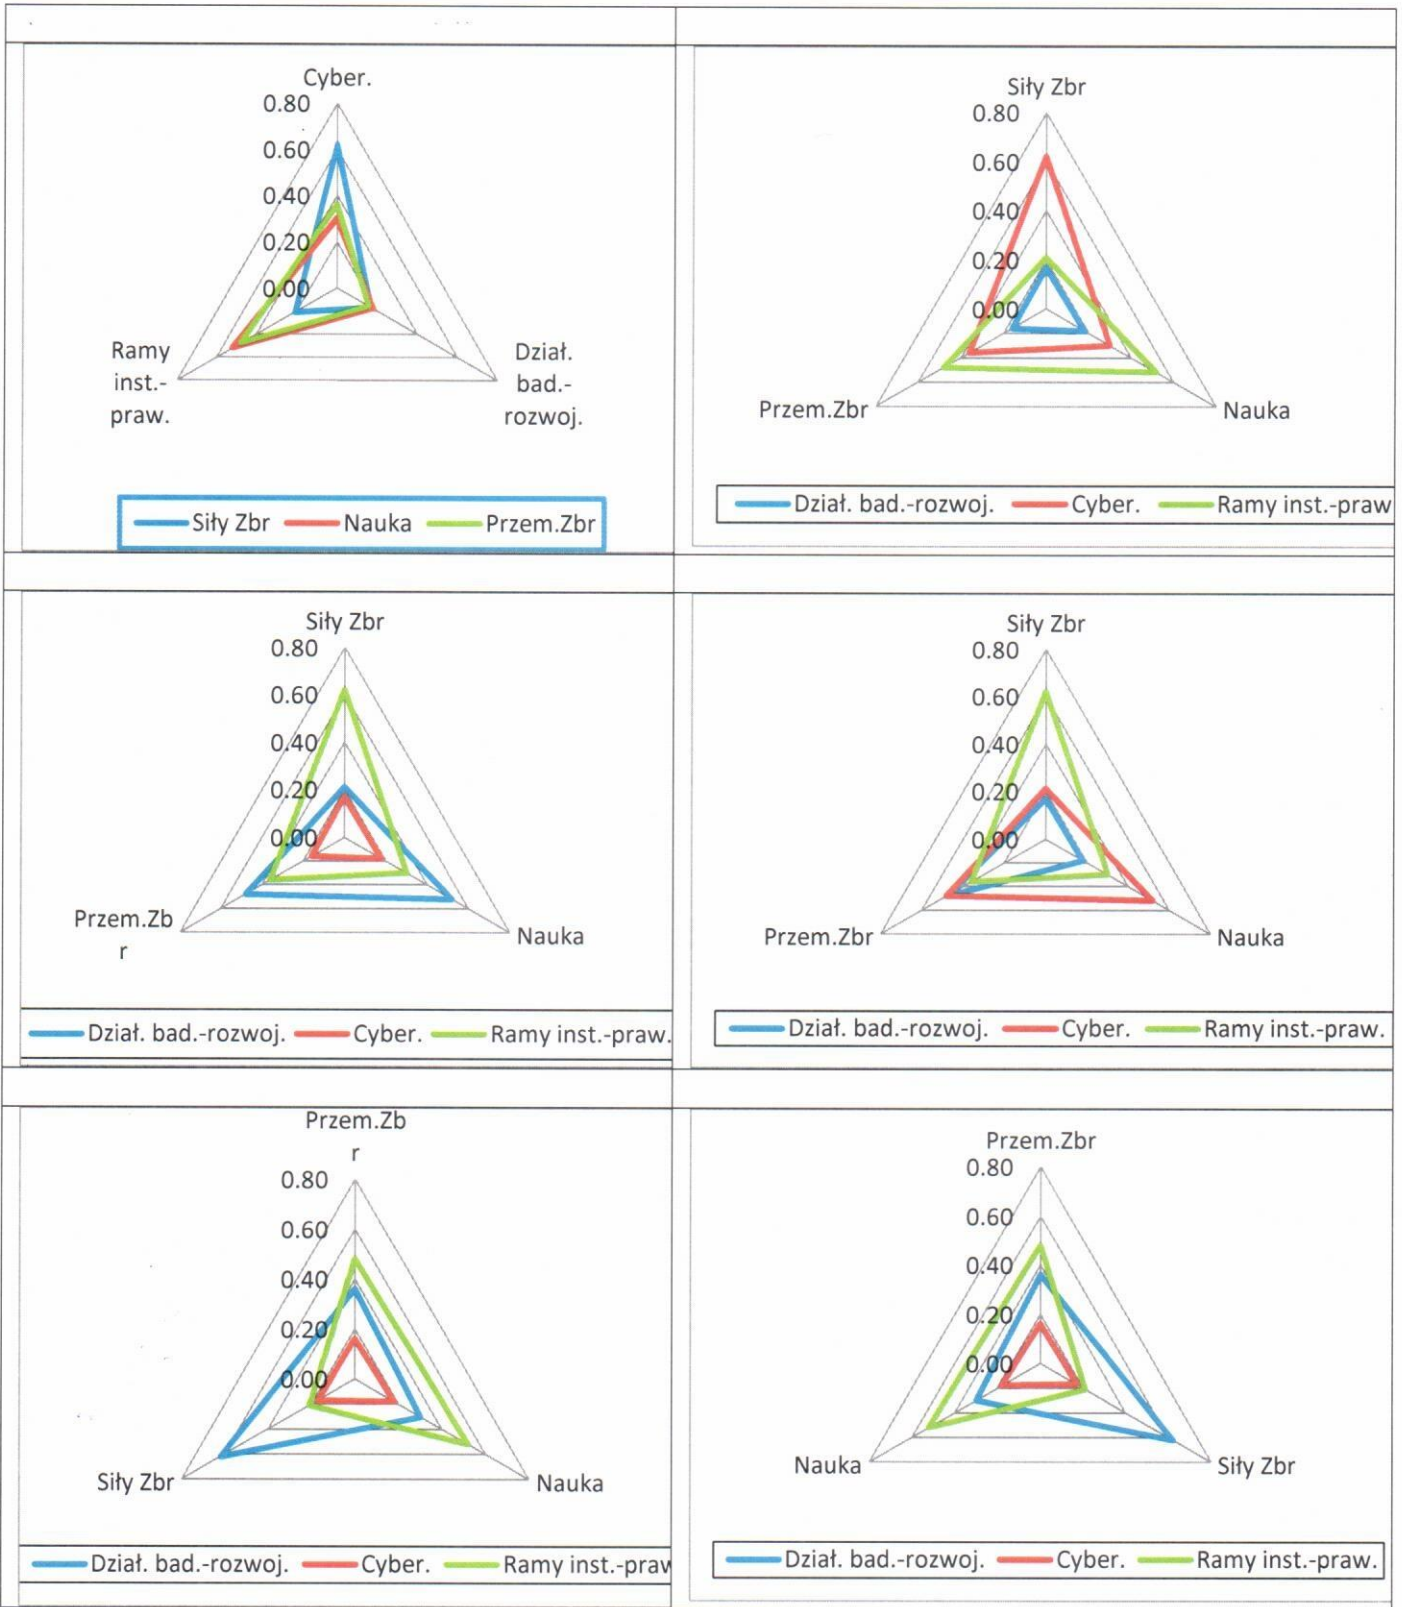 Cyber.
0.80
0.60
0.40
0.20
0.00
Ramy
inst.-
praw.
Dział.
bad.-
rozwoj.
Siły Zbr Nauka Przem.Zbr
Siły Zbr
0.80
0.60
0.40
0.20
0.00
Przem.Zbr
Nauka
Dział. bad.-rozwoj. Cyber. Ramy inst.-praw
Siły Zbr
0.80
0.60
0.40
0.20
0.00
Przem.Zb
r
Nauka
Dział. bad.-rozwoj. Cyber. Ramy inst.-praw.
Siły Zbr
0.80
0.60
0.40
0.20
0.00
Przem.Zbr
Nauka
Dział. bad.-rozwoj. Cyber. Ramy inst.-praw.
Przem.Zb
r
0.80
0.60
0.40
0.20
0.00
Siły Zbr
Nauka
Dział. bad.-rozwoj. Cyber. Ramy inst.-praw
Przem.Zbr
0.80
0.60
0.40
0.20
0.00
Nauka
Siły Zbr
Dział. bad.-rozwoj. Cyber. Ramy inst.-praw.